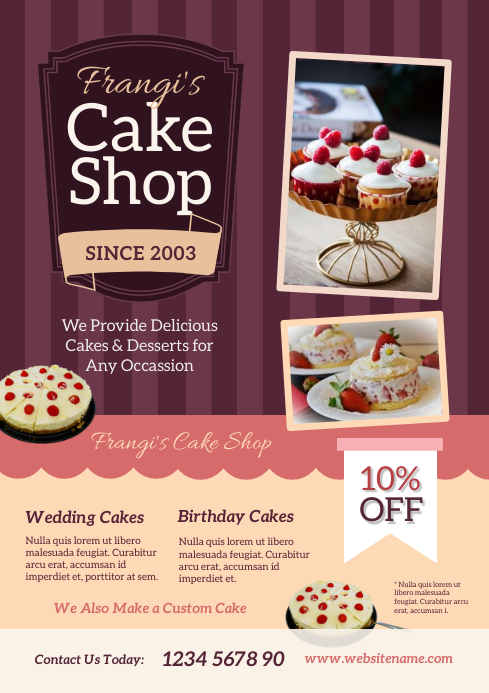 Frangi's
Cake
Shop
SINCE 2003
We Provide Delicious
Cakes & Desserts for
Any Occassion
Frangi's Cake Shop
10%
OFF
Wedding Cakes
Nulla quis lorem ut libero
malesuada feugiat. Curabitur
arcu erat, accumsan id
imperdiet et, porttitor at sem.
Birthday Cakes
Nulla quis lorem ut libero
malesuada feugiat. Curabitur
arcu erat, accumsan id
imperdiet et.
We Also Make a Custom Cake
* Nulla quis lorem ut
libero malesuada
feugiat. Curabitur arcu
erat, accumsan i.
Contact Us Today:
1234 5678 90
www.websitename.com